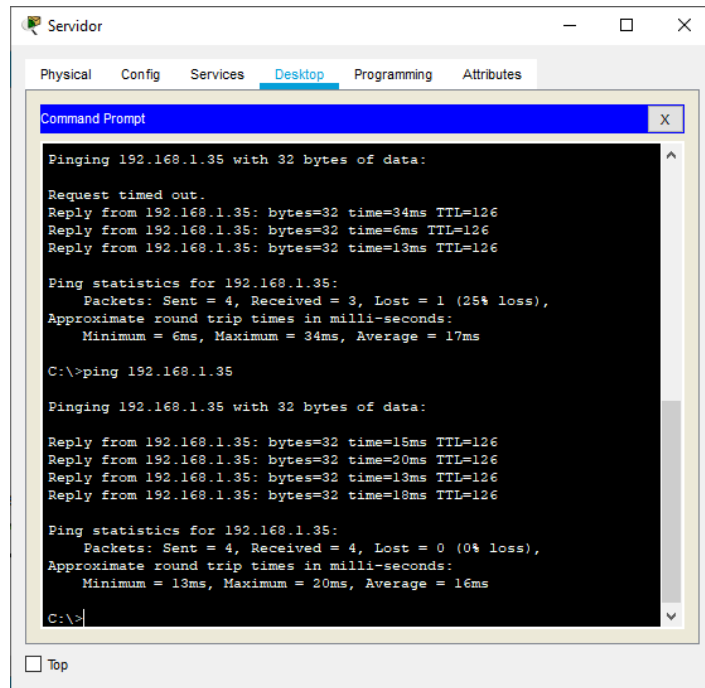 Servidor
Physical Config Services Desktop Programming Attributes
Command Prompt X
Pinging 192.168.1.35 with 32 bytes of data:
Request timed out.
Reply from 192.168.1.35: bytes=32 time=34ms TTL=126
Reply from 192.168.1.35: bytes=32 time=6ms TTL=126
Reply from 192.168.1.35: bytes=32 time=13ms TTL=126
Ping statistics for 192.168.1.35:
Packets: Sent = 4, Received = 3, Lost = 1 (25% loss),
Approximate round trip times in milli-seconds:
Minimum = 6ms, Maximum = 34ms, Average = 17ms
C:\>ping 192.168.1.35
Pinging 192.168.1.35 with 32 bytes of data:
Reply from 192.168.1.35: bytes=32 time=15ms TTL=126
Reply from 192.168.1.35: bytes=32 time=20ms TTL=126
Reply from 192.168.1.35: bytes=32 time=13ms TTL=126
Reply from 192.168.1.35: bytes=32 time=18ms TTL=126
Ping statistics for 192.168.1.35:
Packets: Sent = 4, Received = 4, Lost = 0 (0% loss),
Approximate round trip times in milli-seconds:
Minimum = 13ms, Maximum = 20ms, Average = 16ms
C:\>
Top